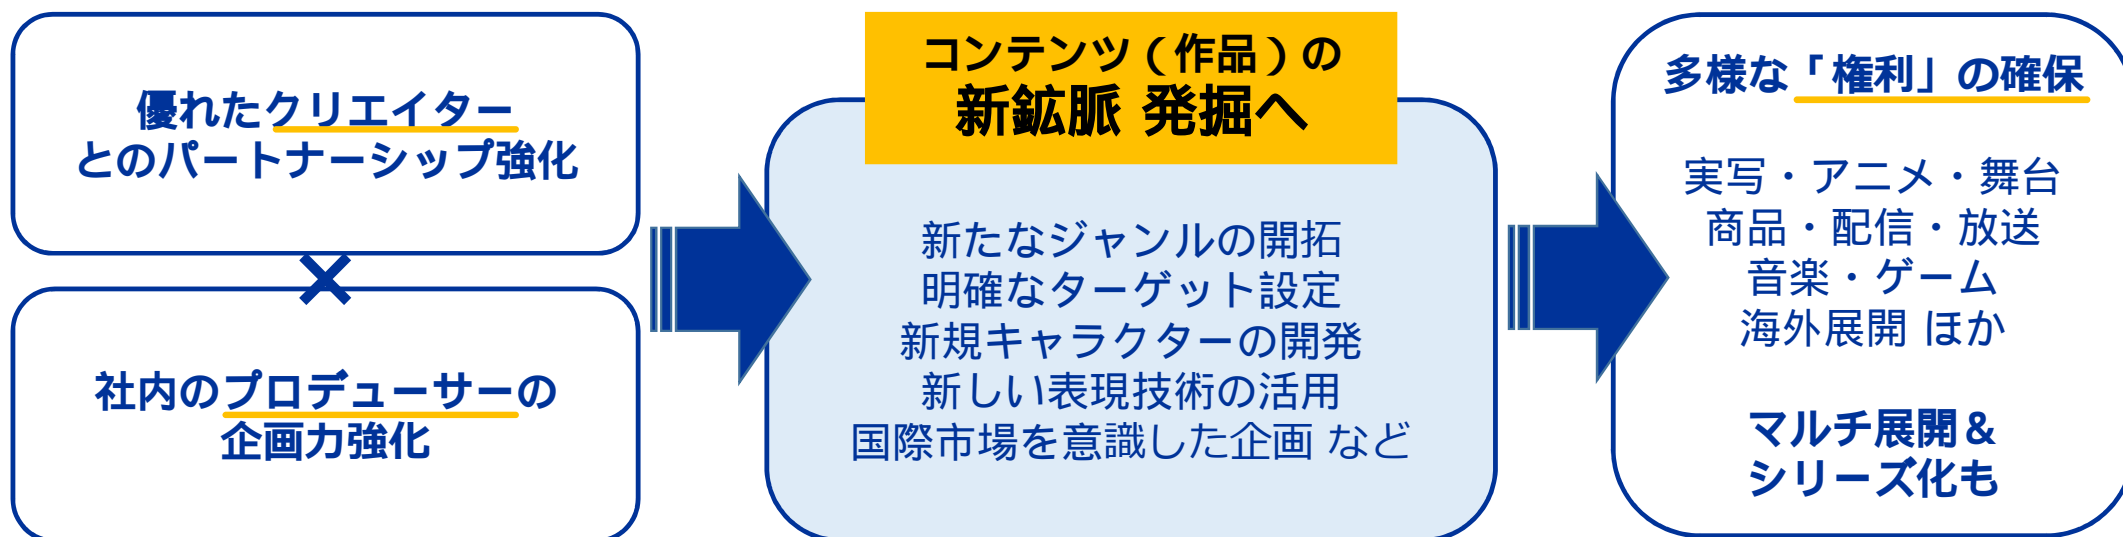 優れたクリエイター
とのパートナーシップ強化
×
社内のプロデューサーの
企画力強化
コンテンツ(作品)の
新鉱脈 発掘へ
新たなジャンルの開拓
明確なターゲット設定
新規キャラクターの開発
新しい表現技術の活用
国際市場を意識した企画 など
多様な「権利」の確保
実写・アニメ・舞台
商品・配信・放送
音楽・ゲーム
海外展開 ほか
マルチ展開&
シリーズ化も